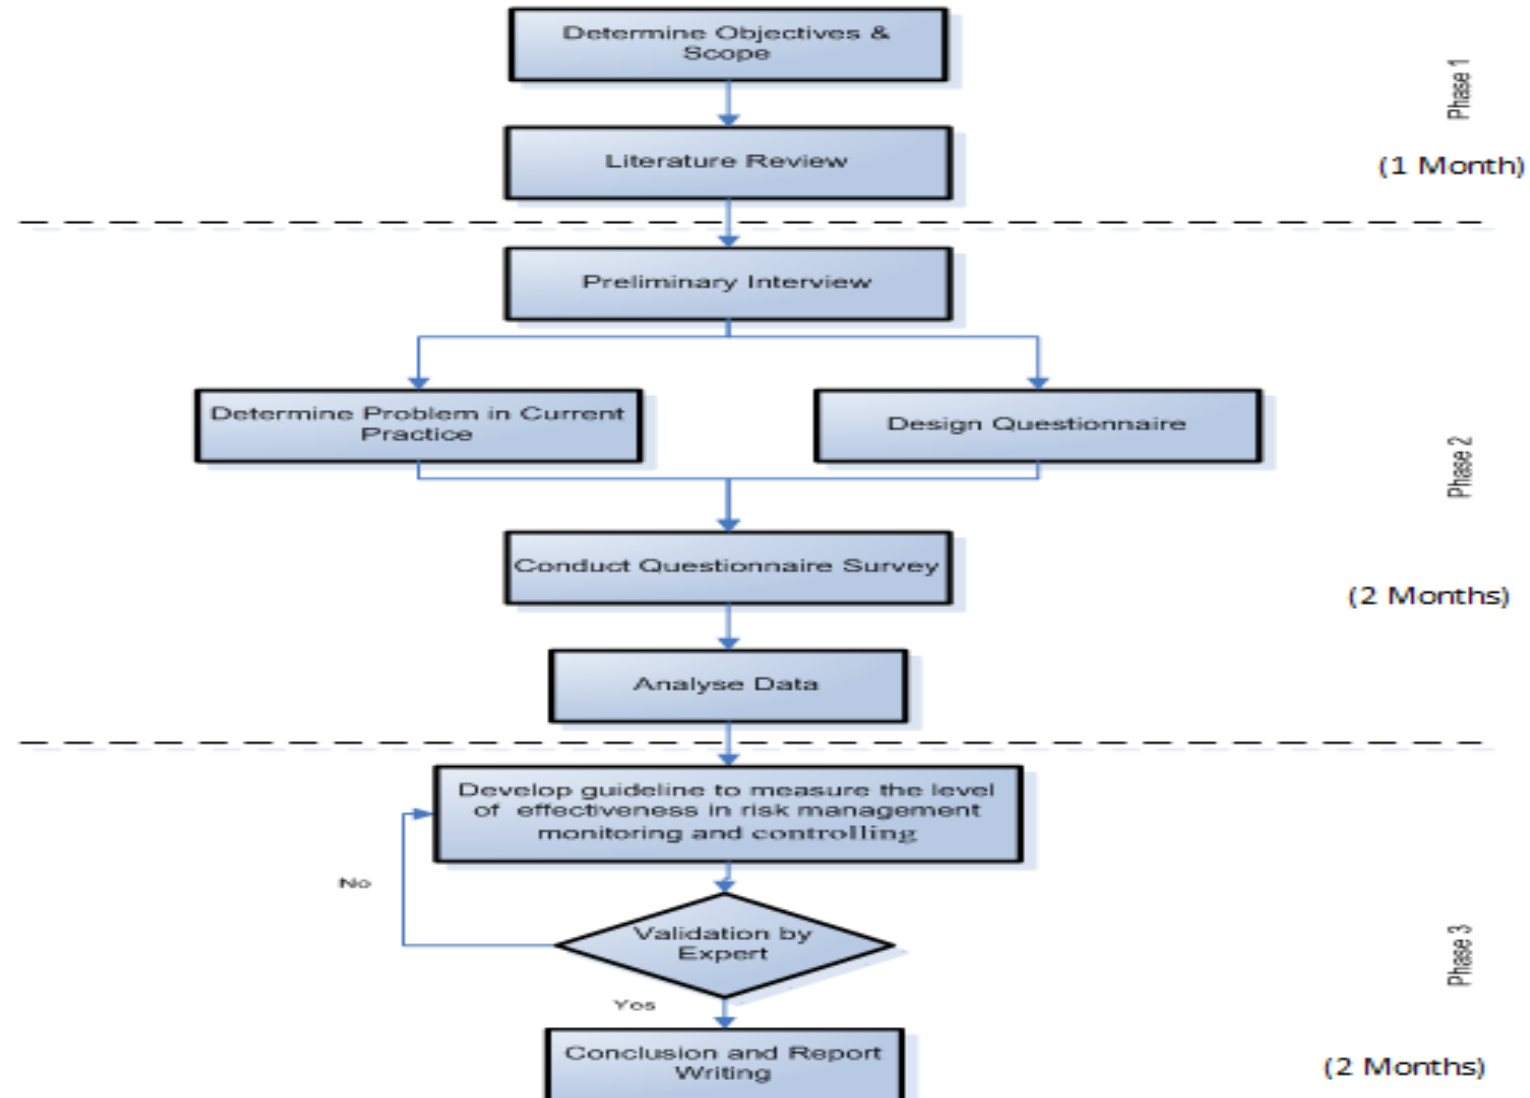 Determine Objectives &
Scope
Phase 1
Literature Review
(1 Month)
Preliminary Interview
Determine Problem in Current
Practice
Design Questionnaire
Phase 2
Conduct Questionnaire Survey
(2 Months)
Analyse Data
Develop guideline to measure the level
of effectiveness in risk management
monitoring and controlling
No
Validation by
Expert
Phase 3
Yes
Conclusion and Report
Writing
(2 Months)